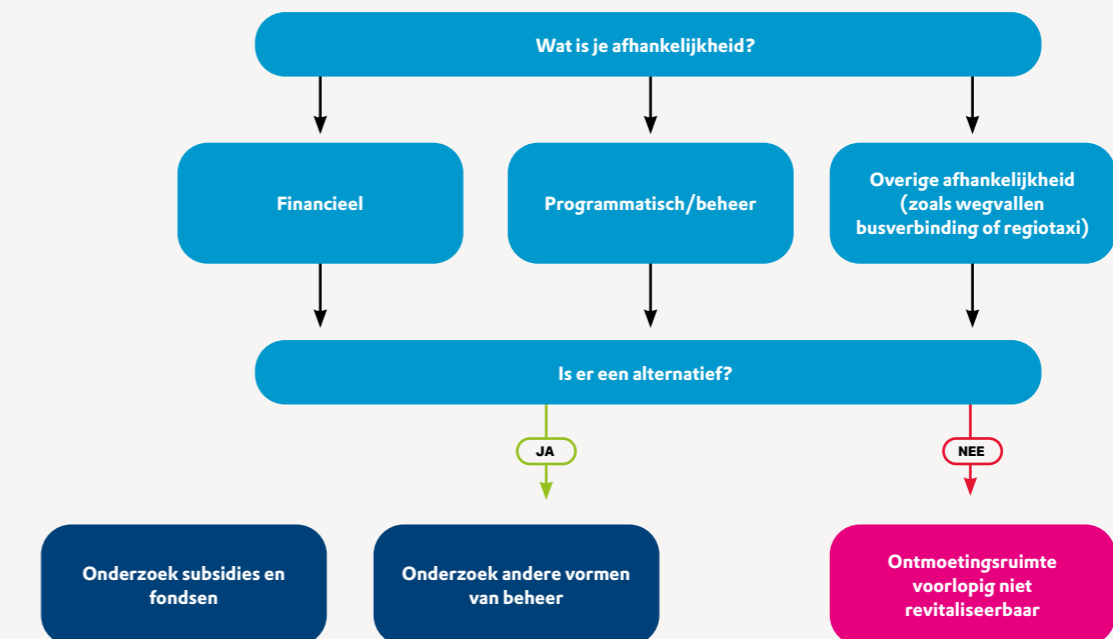 Wat is je afhankelijkheid?
Financieel
Programmatisch/beheer
Overige afhankelijkheid
(zoals wegvallen
busverbinding of regiotaxi)
Is er een alternatief?
JA
NEE
Onderzoek subsidies en
fondsen
Onderzoek andere vormen
van beheer
Ontmoetingsruimte
voorlopig niet
revitaliseerbaar